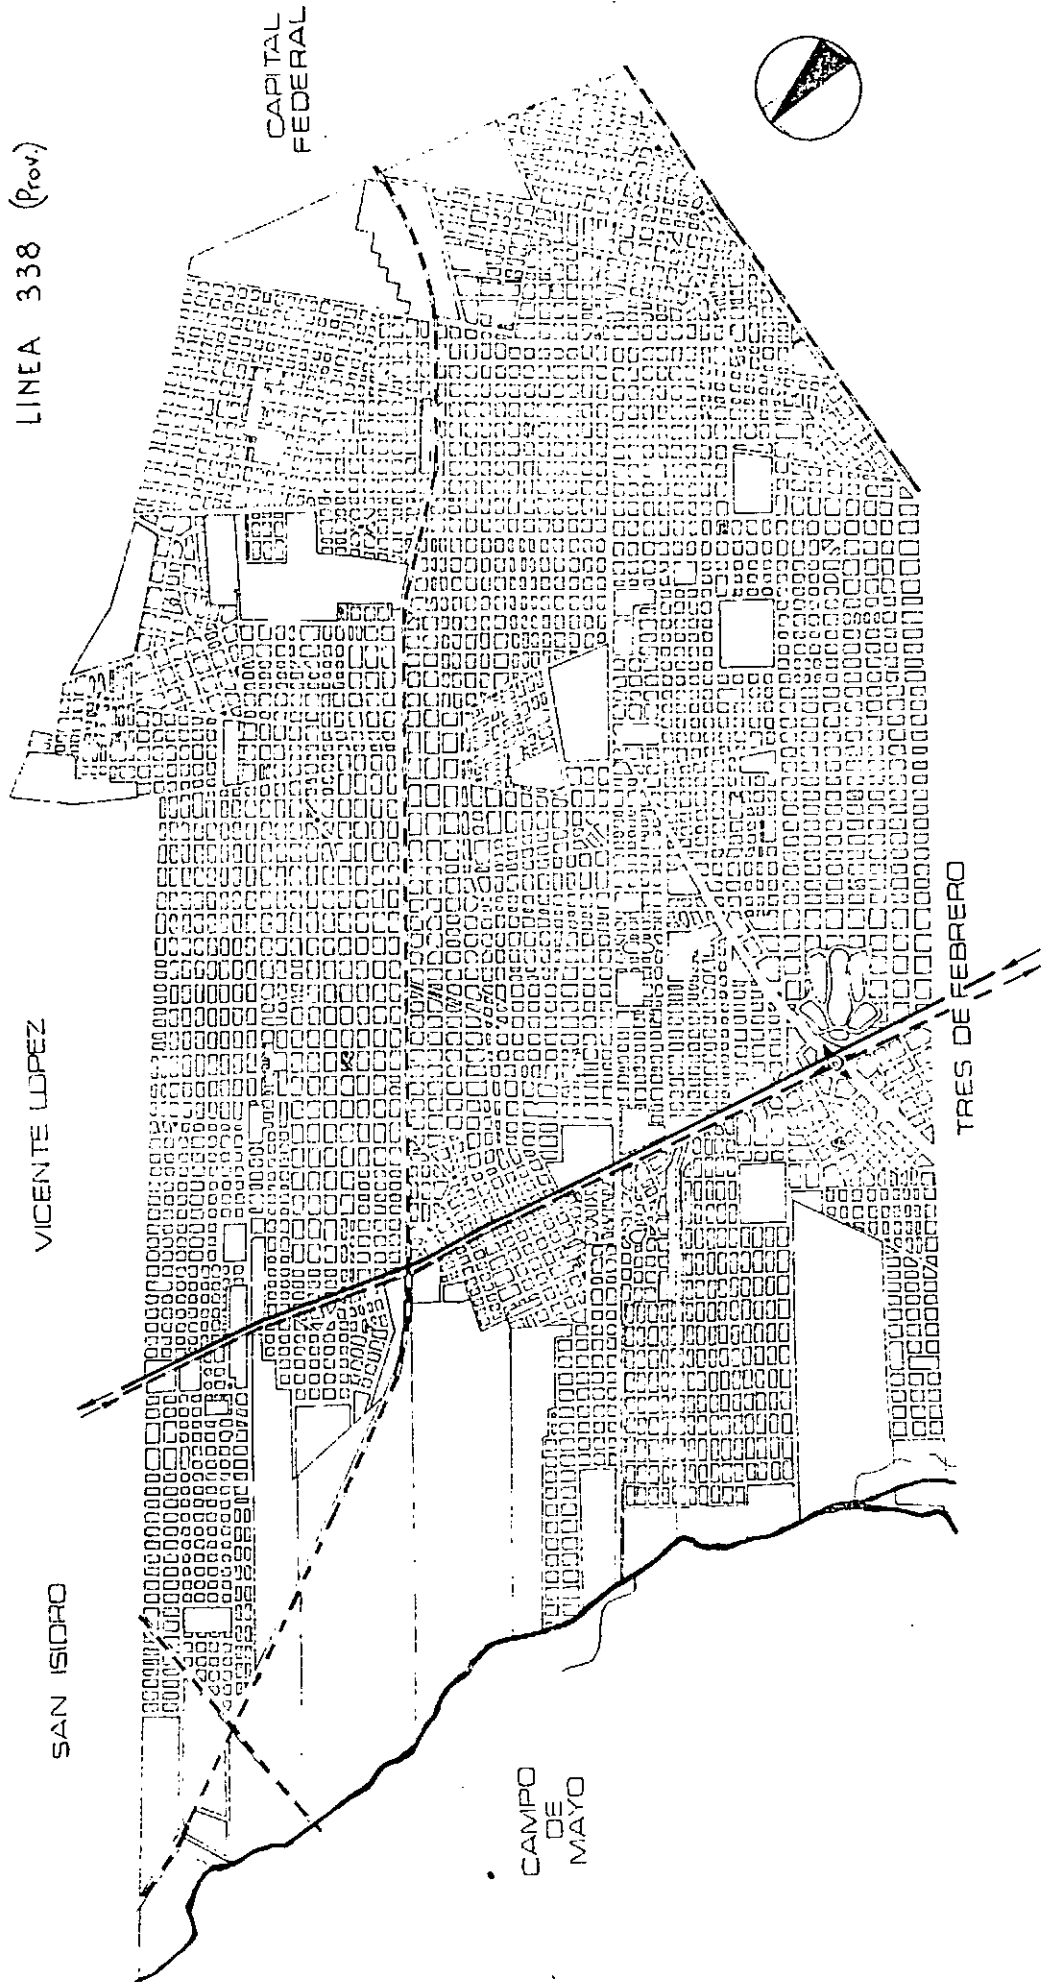 LINEA 338 (Prov)
CAPITAL
FEDERAL
VICENTE LOPEZ
SAN ISIDRO
TRES DE FEBRERO
CAMPO
DE
MAYO